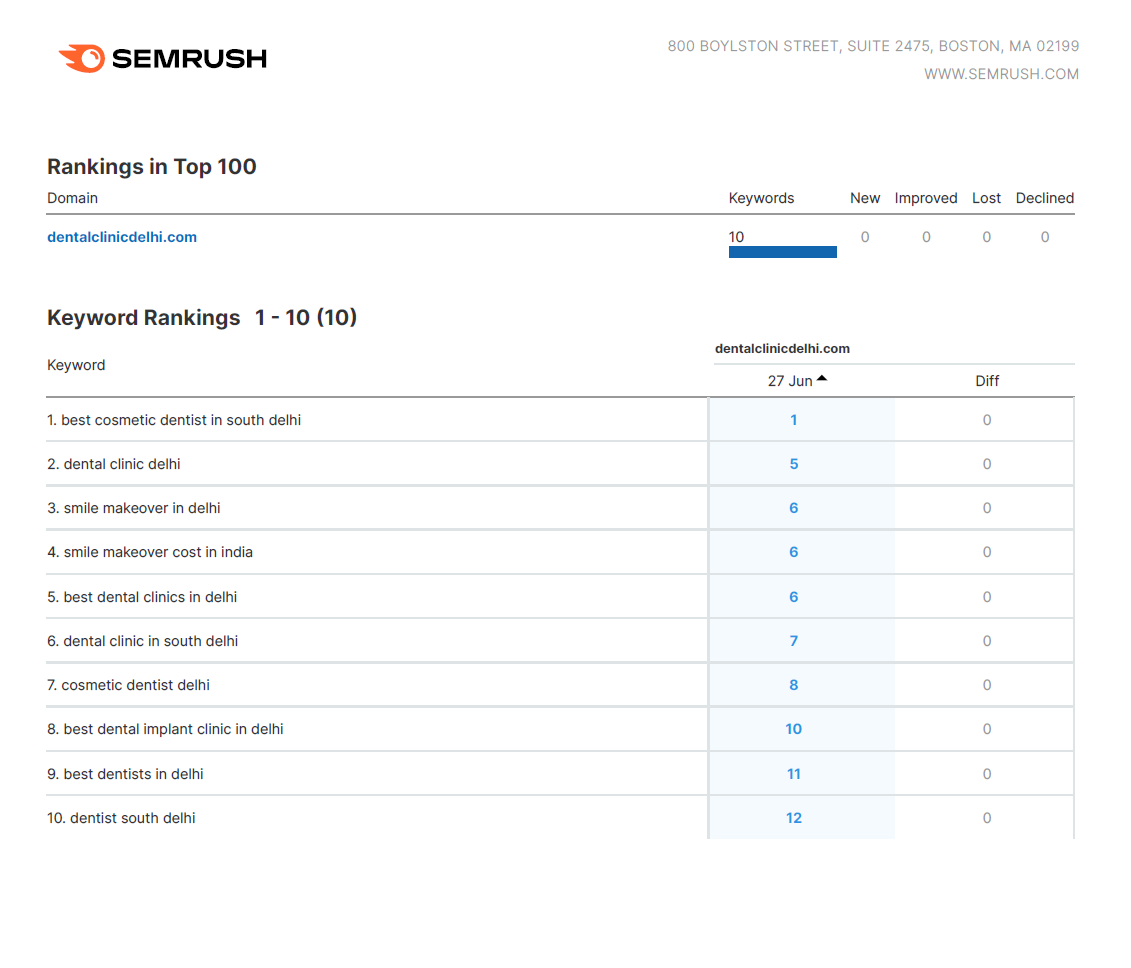 SEMRUSH
800 BOYLSTON STREET, SUITE 2475, BOSTON, MA 02199
WWW.SEMRUSH.COM
Rankings in Top 100
Domain Keywords New Improved Lost Declined
dentalclinicdelhi.com 10 0 0 0 0
Keyword Rankings 1 - 10 (10)
dentalclinicdelhi.com
Keyword
27 Jun Diff
1. best cosmetic dentist in south delhi 1 0
2. dental clinic delhi 5 0
3. smile makeover in delhi 6 0
4. smile makeover cost in india 6 0
5. best dental clinics in delhi 6 0
6. dental clinic in south delhi 7 0
7. cosmetic dentist delhi 8 0
8. best dental implant clinic in delhi 10 0
9. best dentists in delhi 11 0
10. dentist south delhi 12 0